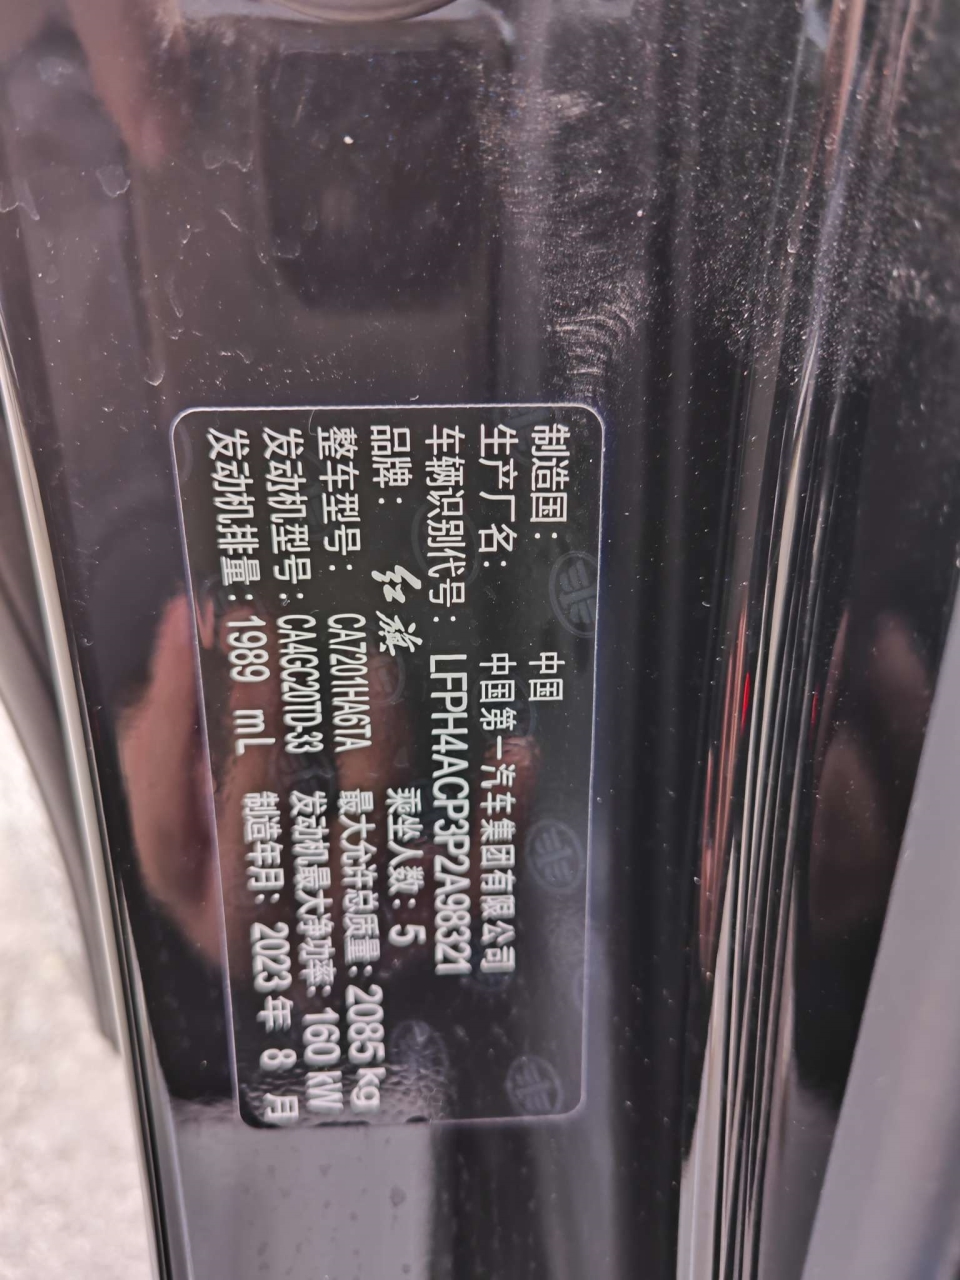 制造国： 中国
生产厂名： 中国第一汽车集团有限公司
车辆识别代号： LFPH4ACP3P2A98321
品牌： 红旗 乘坐人数：5
整车型号： CA7201HA6TA 最大允许总质量：2085 kg
发动机型号：CA4GC20TD-33 发动机最大净功率：160 kW
发动机排量：1989 mL 制造年月：2023 年 8 月